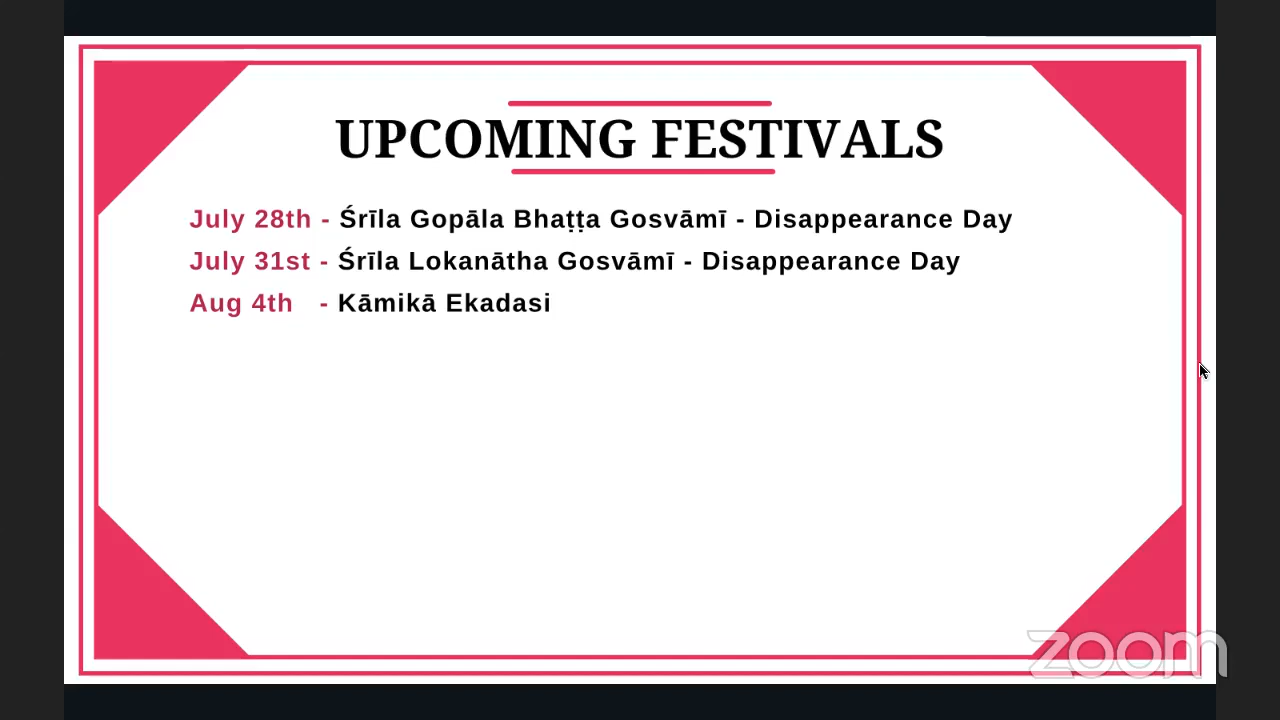 UPCOMING FESTIVALS
July 28th - Śrīla Gopāla Bhaṭṭa Gosvāmī - Disappearance Day
July 31st - Śrīla Lokanātha Gosvāmī - Disappearance Day
Aug 4th - Kāmikā Ekadasi
zoom